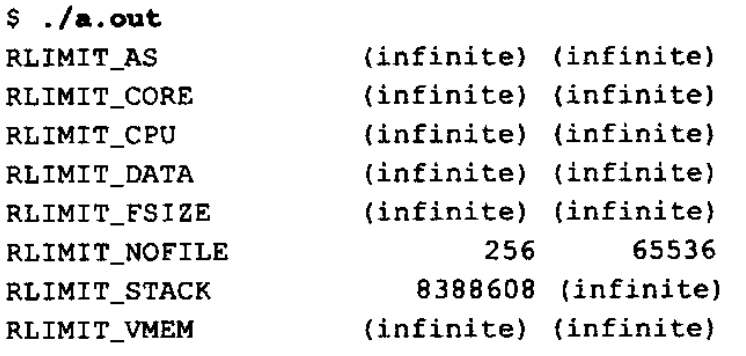 $ ./a.out
RLIMIT_AS (infinite) (infinite)
RLIMIT_CORE (infinite) (infinite)
RLIMIT_CPU (infinite) (infinite)
RLIMIT_DATA (infinite) (infinite)
RLIMIT_FSIZE (infinite) (infinite)
RLIMIT_NOFILE 256 65536
RLIMIT_STACK 8388608 (infinite)
RLIMIT_VMEM (infinite) (infinite)